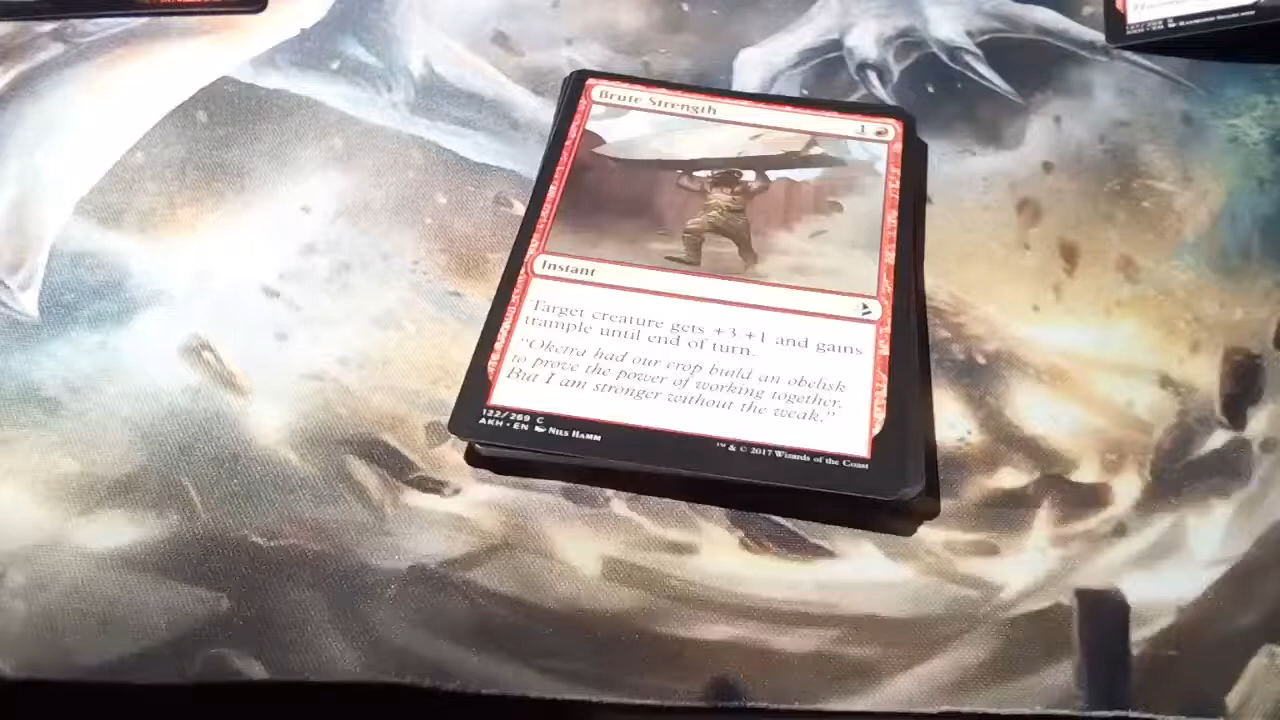 Brute Strength
1
Instant
Target creature gets +3 +1 and gains
trample until end of turn.
"Oketra had our crop build an obelisk
to prove the power of working together.
But I am stronger without the weak."
122/269 C
AKH • EN Nils Hamm
& © 2017 Wizards of the Coast
AKH • EN